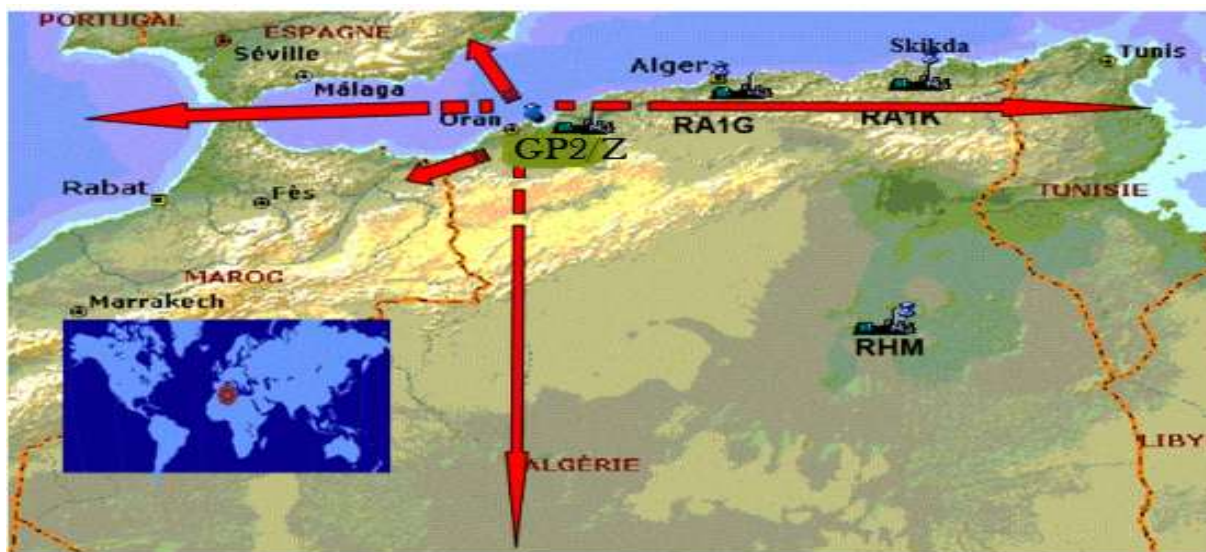 PORTUGAL
ESPAGNE
Séville
Málaga
Alger
Skikda
Tunis
Oran
RA1G
RA1K
GP2/Z
Rabat
Fès
TUNISIE
MAROC
Marrakech
RHM
ALGÉRIE
LIBY